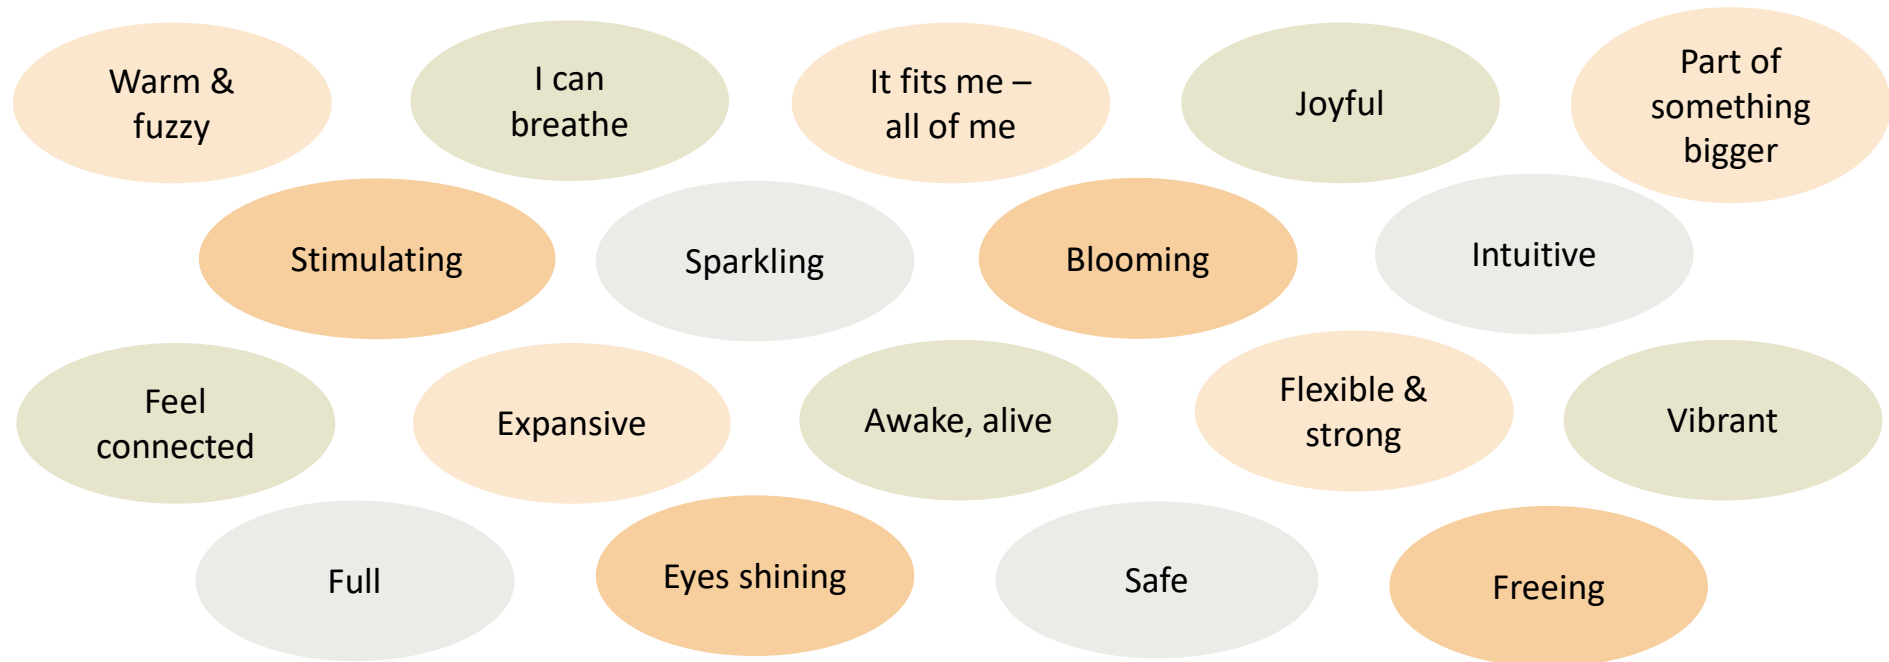 Warm &
fuzzy
I can
breathe
It fits me –
all of me
Joyful
Part of
something
bigger
Stimulating
Sparkling
Blooming
Intuitive
Feel
connected
Expansive
Awake, alive
Flexible &
strong
Vibrant
Full
Eyes shining
Safe
Freeing